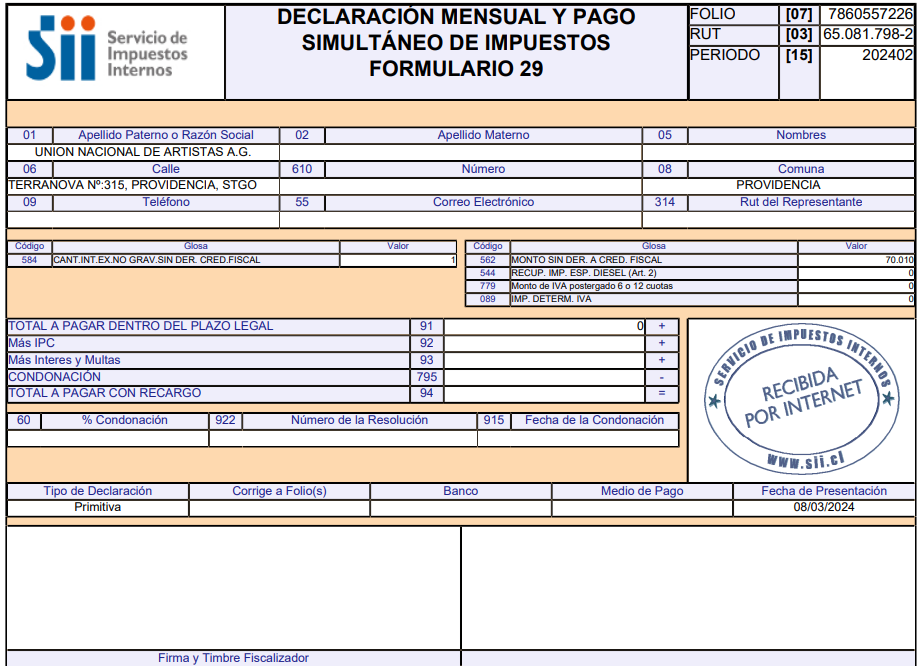 sii Servicio de Impuestos Internos
DECLARACIÓN MENSUAL Y PAGO
SIMULTÁNEO DE IMPUESTOS
FORMULARIO 29
FOLIO [07] 7860557226
RUT [03] 65.081.798-2
PERIODO [15] 202402
01 Apellido Paterno o Razón Social 02 Apellido Materno 05 Nombres
UNION NACIONAL DE ARTISTAS A.G.
06 Calle 610 Número 08 Comuna
TERRANOVA Nº:315, PROVIDENCIA, STGO PROVIDENCIA
09 Teléfono 55 Correo Electrónico 314 Rut del Representante
Código Glosa Valor Código Glosa Valor
584 CANT.INT.EX.NO GRAV.SIN DER. CRED.FISCAL 1 562 MONTO SIN DER. A CRED. FISCAL 70.010
544 RECUP. IMP. ESP. DIESEL (Art. 2) 0
779 Monto de IVA postergado 6 o 12 cuotas 0
089 IMP. DETERM. IVA 0
TOTAL A PAGAR DENTRO DEL PLAZO LEGAL 91 0 +
Más IPC 92 +
Más Interes y Multas 93 +
CONDONACIÓN 795 -
TOTAL A PAGAR CON RECARGO 94 =
60 % Condonación 922 Número de la Resolución 915 Fecha de la Condonación
SERVICIO DE IMPUESTOS INTERNOS
RECIBIDA
POR INTERNET
www.sii.cl
Tipo de Declaración Corrige a Folio(s) Banco Medio de Pago Fecha de Presentación
Primitiva 08/03/2024
Firma y Timbre Fiscalizador